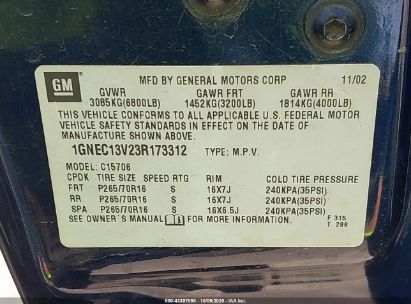 GM
MFD BY GENERAL MOTORS CORP 11/02
GVWR GAWR FRT GAWR RR
3085KG(6800LB) 1452KG(3200LB) 1814KG(4000LB)
THIS VEHICLE CONFORMS TO ALL APPLICABLE U.S. FEDERAL MOTOR
VEHICLE SAFETY STANDARDS IN EFFECT ON THE DATE OF
MANUFACTURE SHOWN ABOVE.
1GNEC13V23R173312 TYPE: M.P.V.
MODEL: C15706
CPDK TIRE SIZE SPEED RTG RIM COLD TIRE PRESSURE
FRT P265/70R16 S 16X7J 240KPA(35PSI)
RR P265/70R16 S 16X7J 240KPA(35PSI)
SPA P265/70R16 S 16X6.5J 240KPA(35PSI)
SEE OWNER'S MANUAL FOR MORE INFORMATION.
F 315
T 288